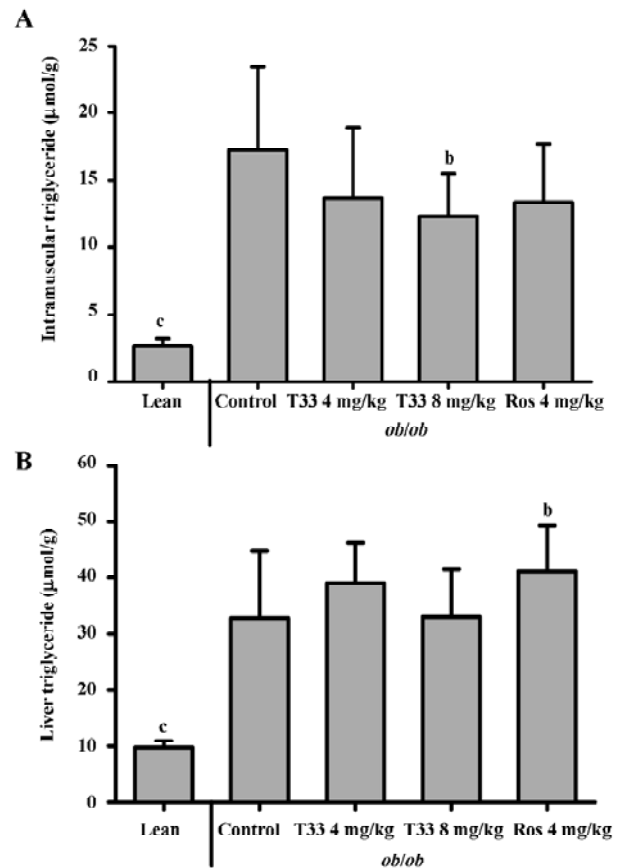 A
Intramuscular triglyceride (µmol/g)
25
20
15
10
5
0
c
b
Lean Control T33 4 mg/kg T33 8 mg/kg Ros 4 mg/kg
ob/ob
B
Liver triglyceride (µmol/g)
60
50
40
30
20
10
0
c
b
Lean Control T33 4 mg/kg T33 8 mg/kg Ros 4 mg/kg
ob/ob